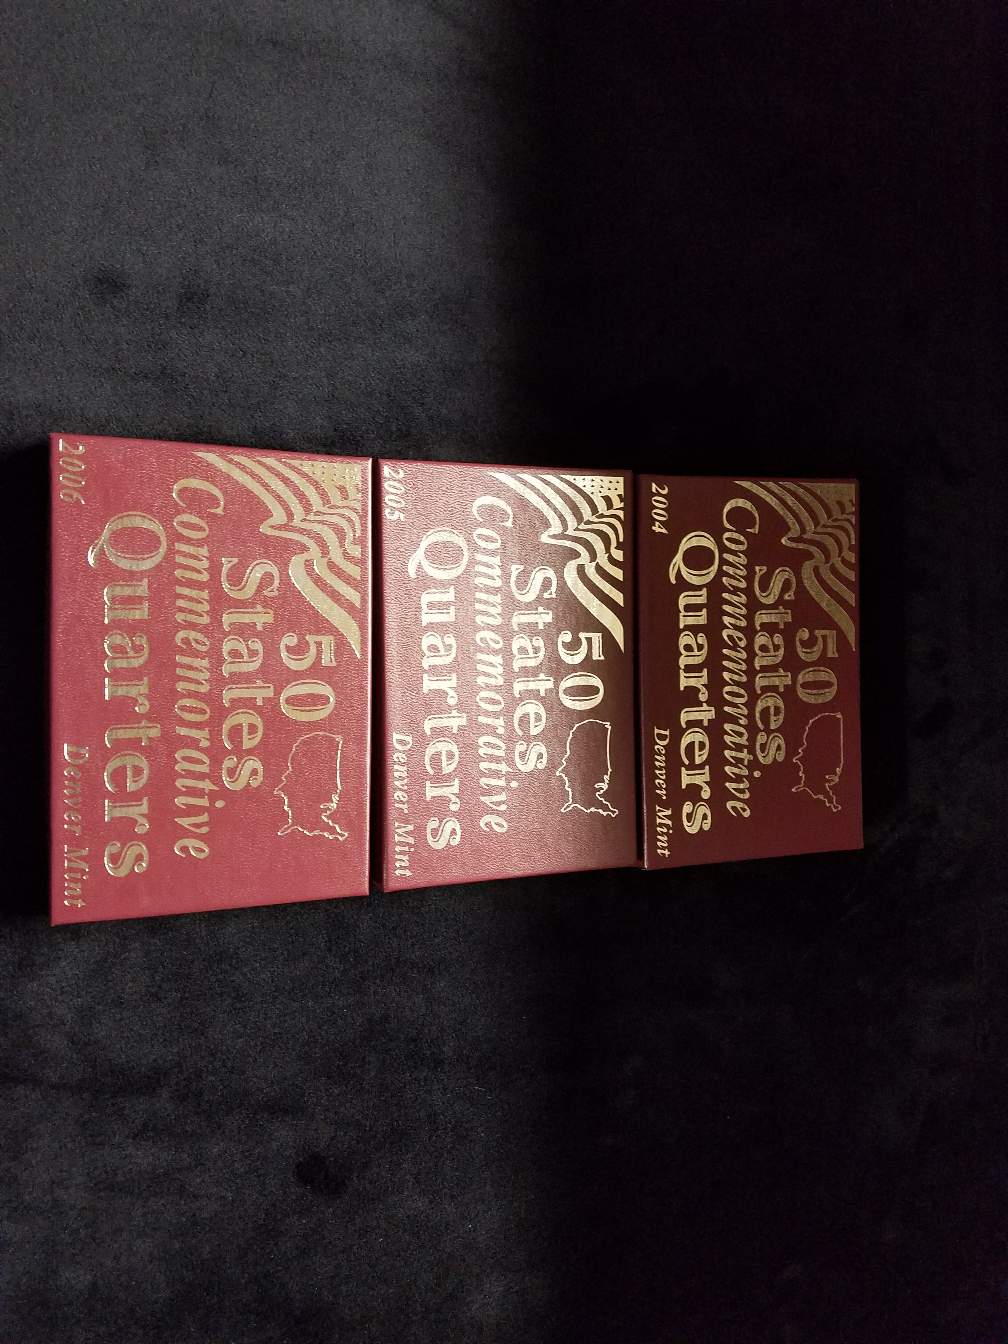 50
States
Commemorative
Quarters
2004 Denver Mint
50
States
Commemorative
Quarters
2005 Denver Mint
50
States
Commemorative
Quarters
2006 Denver Mint